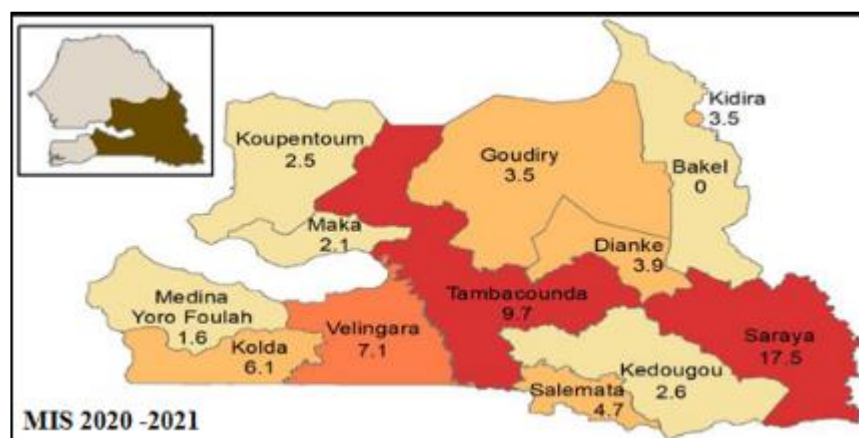 Kidira
3.5
Koupentoum
2.5
Goudiry
3.5
Bakel
0
Maka
2.1
Dianke
3.9
Medina
Yoro Foulah
1.6
Tambacounda
9.7
Velingara
7.1
Saraya
17.5
Kolda
6.1
Kedougou
2.6
Salemata
4.7
MIS 2020 -2021